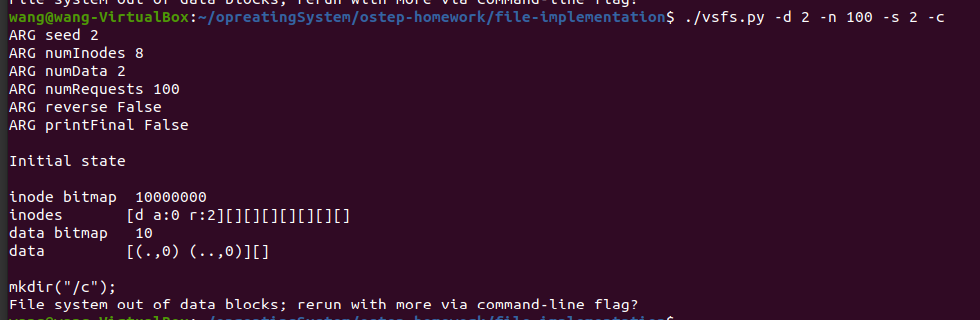 File system out of data blocks; rerun with more via command-line flag?
wang@wang-VirtualBox:~/opreatingSystem/ostep-homework/file-implementation$ ./vsfs.py -d 2 -n 100 -s 2 -c
ARG seed 2
ARG numInodes 8
ARG numData 2
ARG numRequests 100
ARG reverse False
ARG printFinal False
Initial state
inode bitmap  10000000
inodes       [d a:0 r:2][][][][][][][]
data bitmap   10
data         [(.,0) (..,0)][]
mkdir("/c");
File system out of data blocks; rerun with more via command-line flag?
wang@wang-VirtualBox:~/opreatingSystem/ostep-homework/file-implementation$